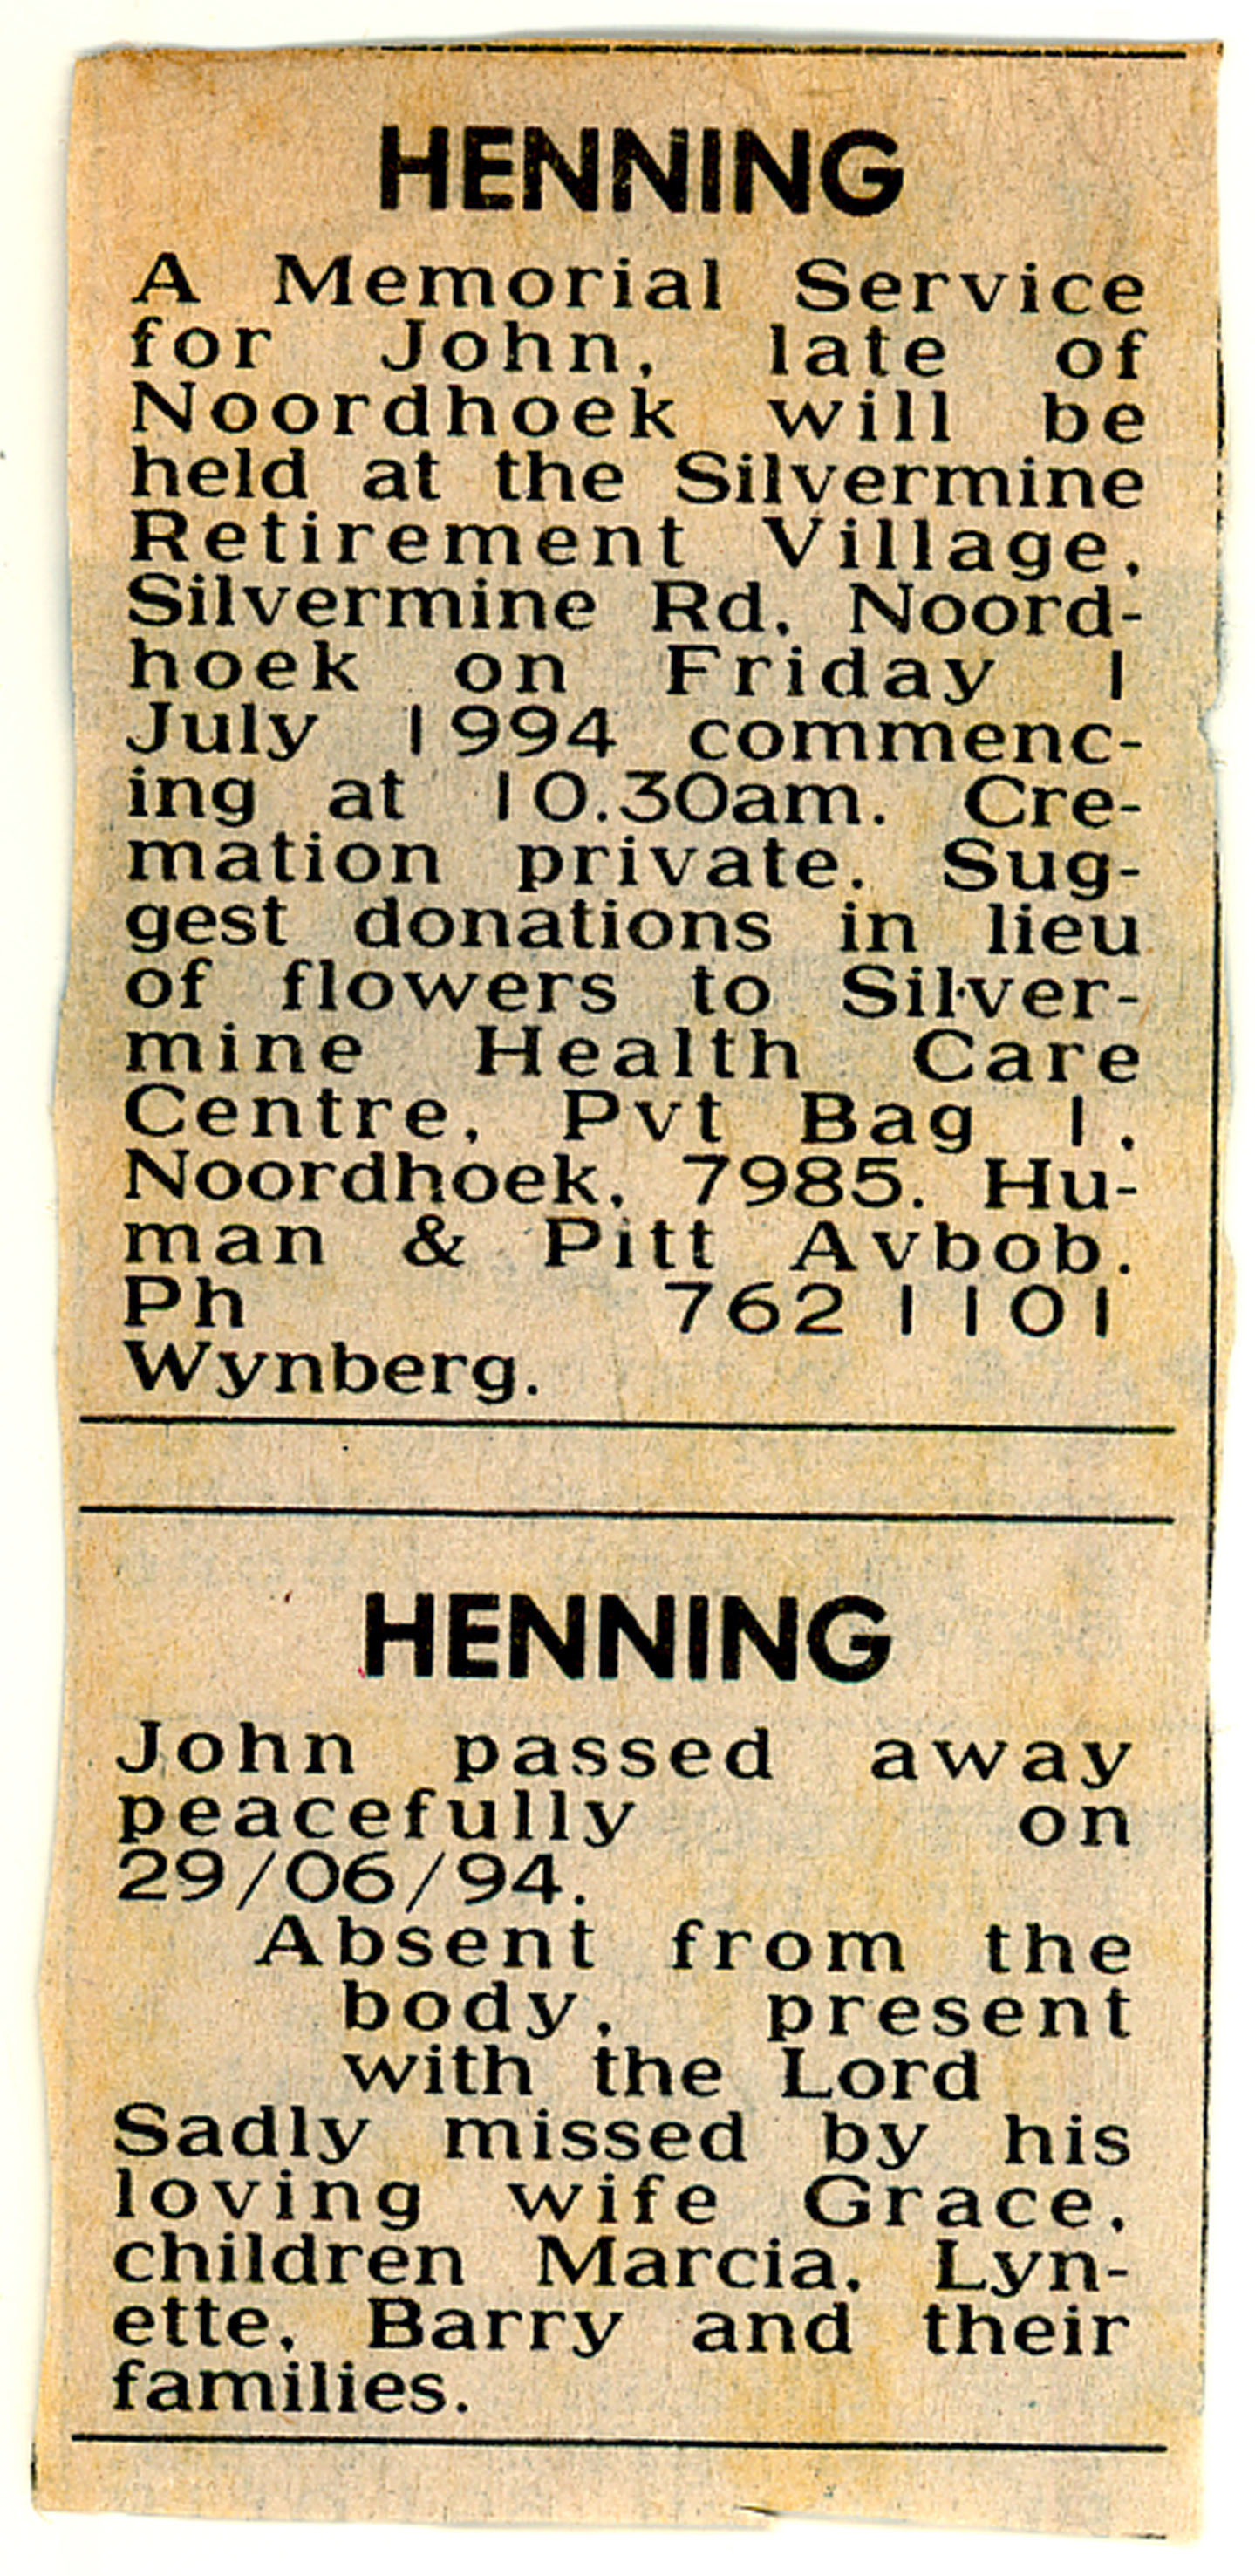 HENNING
A Memorial Service
for John, late of
Noordhoek will be
held at the Silvermine
Retirement Village,
Silvermine Rd, Noord-
hoek on Friday 1
July 1994 commenc-
ing at 10.30am. Cre-
mation private. Sug-
gest donations in lieu
of flowers to Silver-
mine Health Care
Centre, Pvt Bag 1,
Noordhoek, 7985. Hu-
man & Pitt Avbob.
Ph 7621101
Wynberg.
HENNING
John passed away
peacefully on
29/06/94.
Absent from the
body, present
with the Lord
Sadly missed by his
loving wife Grace,
children Marcia, Lyn-
ette, Barry and their
families.